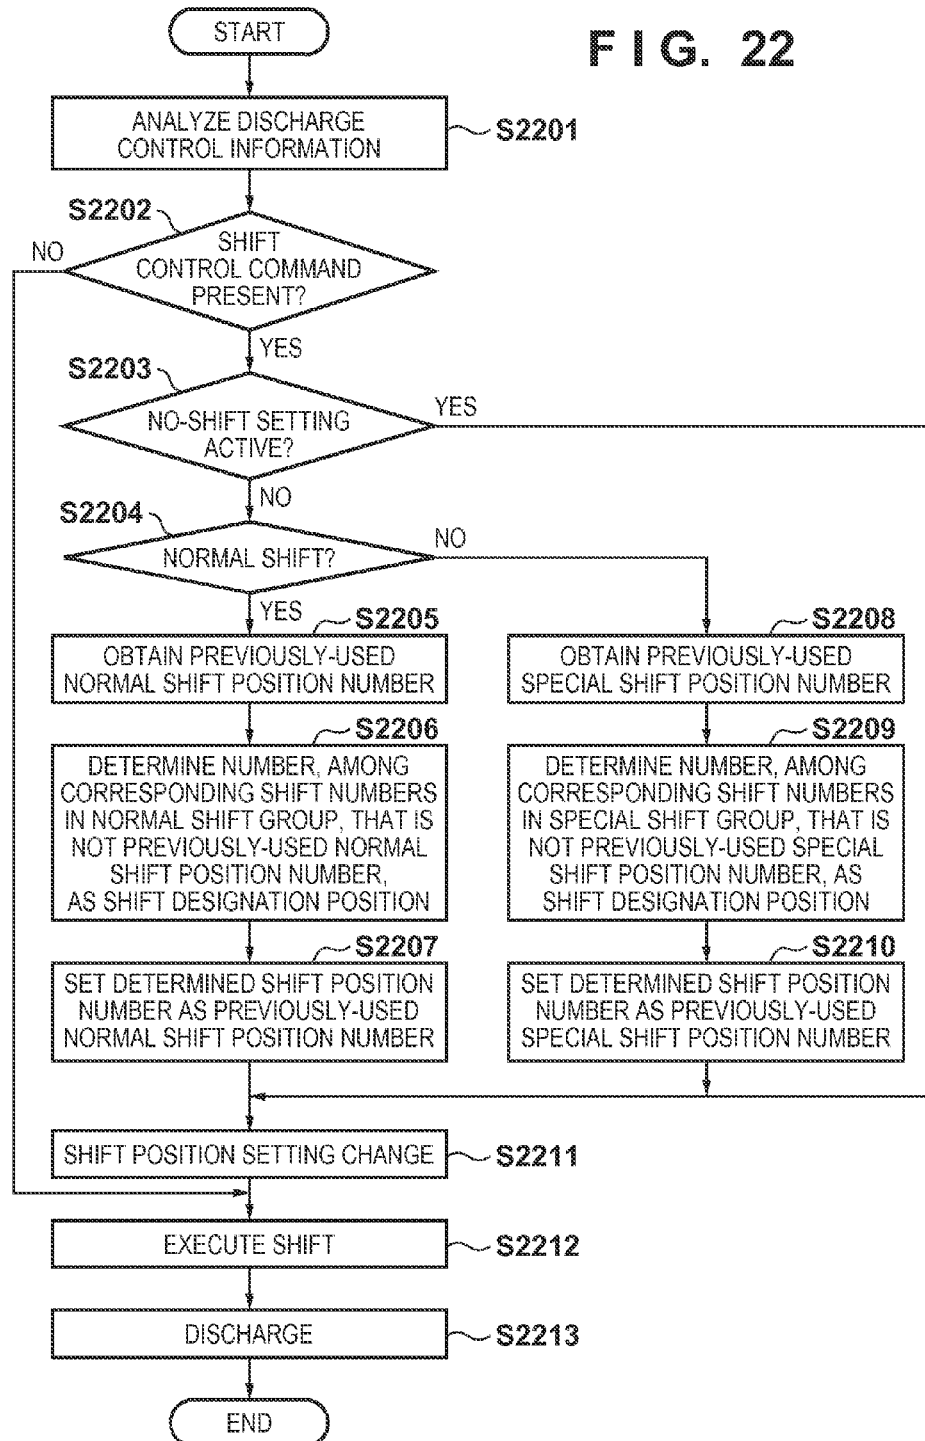 START
F I G. 22
ANALYZE DISCHARGE
CONTROL INFORMATION
S2201
S2202
NO
SHIFT
CONTROL COMMAND
PRESENT?
YES
S2203
NO-SHIFT SETTING
ACTIVE?
YES
NO
S2204
NORMAL SHIFT?
NO
YES
S2205
OBTAIN PREVIOUSLY-USED
NORMAL SHIFT POSITION NUMBER
S2208
OBTAIN PREVIOUSLY-USED
SPECIAL SHIFT POSITION NUMBER
S2206
DETERMINE NUMBER, AMONG
CORRESPONDING SHIFT NUMBERS
IN NORMAL SHIFT GROUP, THAT IS
NOT PREVIOUSLY-USED NORMAL
SHIFT POSITION NUMBER,
AS SHIFT DESIGNATION POSITION
S2209
DETERMINE NUMBER, AMONG
CORRESPONDING SHIFT NUMBERS
IN SPECIAL SHIFT GROUP, THAT IS
NOT PREVIOUSLY-USED SPECIAL
SHIFT POSITION NUMBER, AS
SHIFT DESIGNATION POSITION
S2207
SET DETERMINED SHIFT POSITION
NUMBER AS PREVIOUSLY-USED
NORMAL SHIFT POSITION NUMBER
S2210
SET DETERMINED SHIFT POSITION
NUMBER AS PREVIOUSLY-USED
SPECIAL SHIFT POSITION NUMBER
SHIFT POSITION SETTING CHANGE
S2211
EXECUTE SHIFT
S2212
DISCHARGE
S2213
END